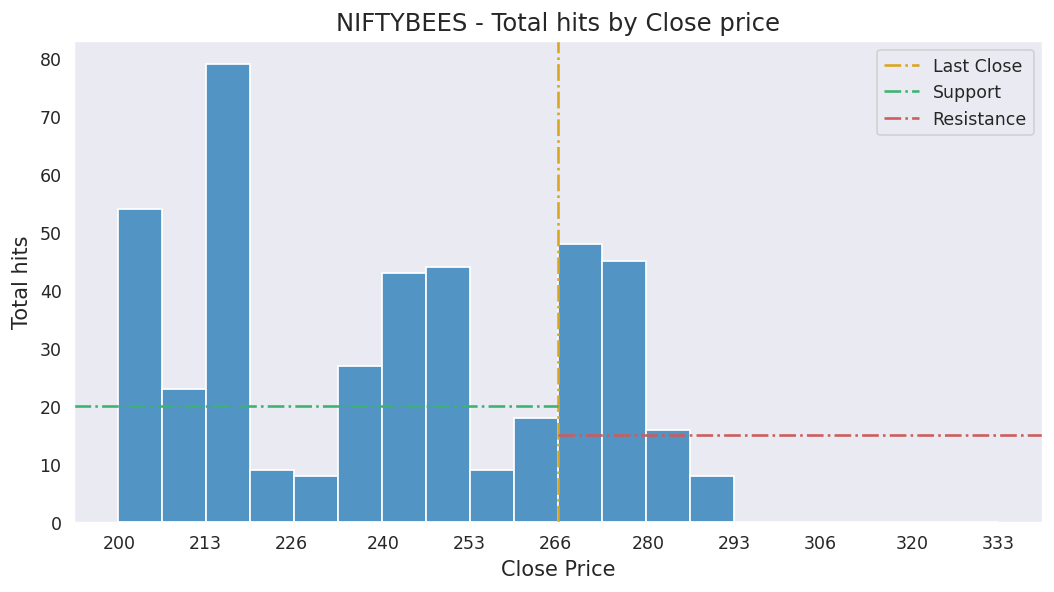 NIFTYBEES - Total hits by Close price
Last Close
Support
Resistance
Total hits
80
70
60
50
40
30
20
10
0
200 213 226 240 253 266 280 293 306 320 333
Close Price